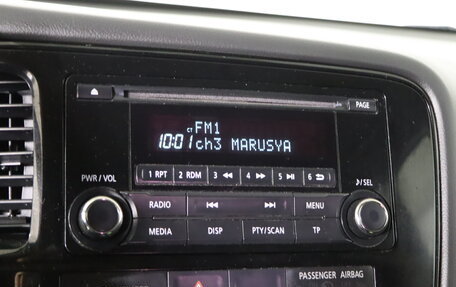 PAGE
CT FM1
10:01 ch3 MARUSYA
1 RPT 2 RDM 3 4 5 6
PWR / VOL
♪/SEL
RADIO MENU
MEDIA DISP PTY/SCAN TP
PASSENGER AIRBAG